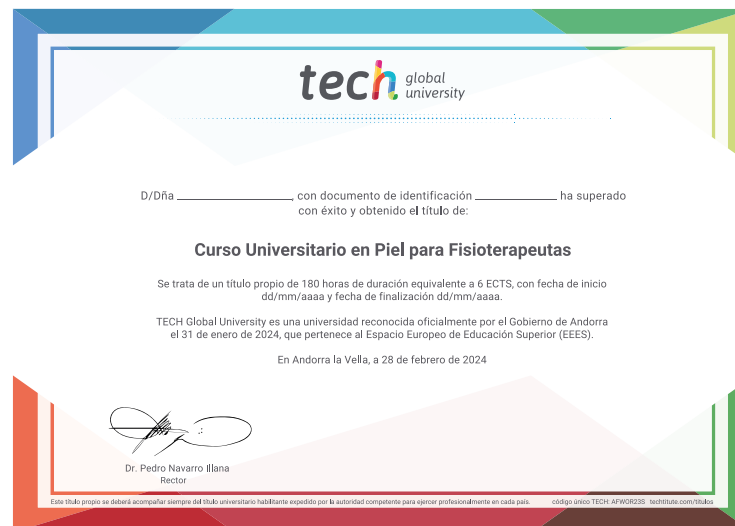 tech global university
D/Dña ____________, con documento de identificación ____________ ha superado
con éxito y obtenido el título de:
Curso Universitario en Piel para Fisioterapeutas
Se trata de un título propio de 180 horas de duración equivalente a 6 ECTS, con fecha de inicio
dd/mm/aaaa y fecha de finalización dd/mm/aaaa.
TECH Global University es una universidad reconocida oficialmente por el Gobierno de Andorra
el 31 de enero de 2024, que pertenece al Espacio Europeo de Educación Superior (EEES).
En Andorra la Vella, a 28 de febrero de 2024
Dr. Pedro Navarro Illana
Rector
Este título propio se deberá acompañar siempre del título universitario habilitante expedido por la autoridad competente para ejercer profesionalmente en cada país. código único TECH: AFWOR23S techtitute.com/titulos